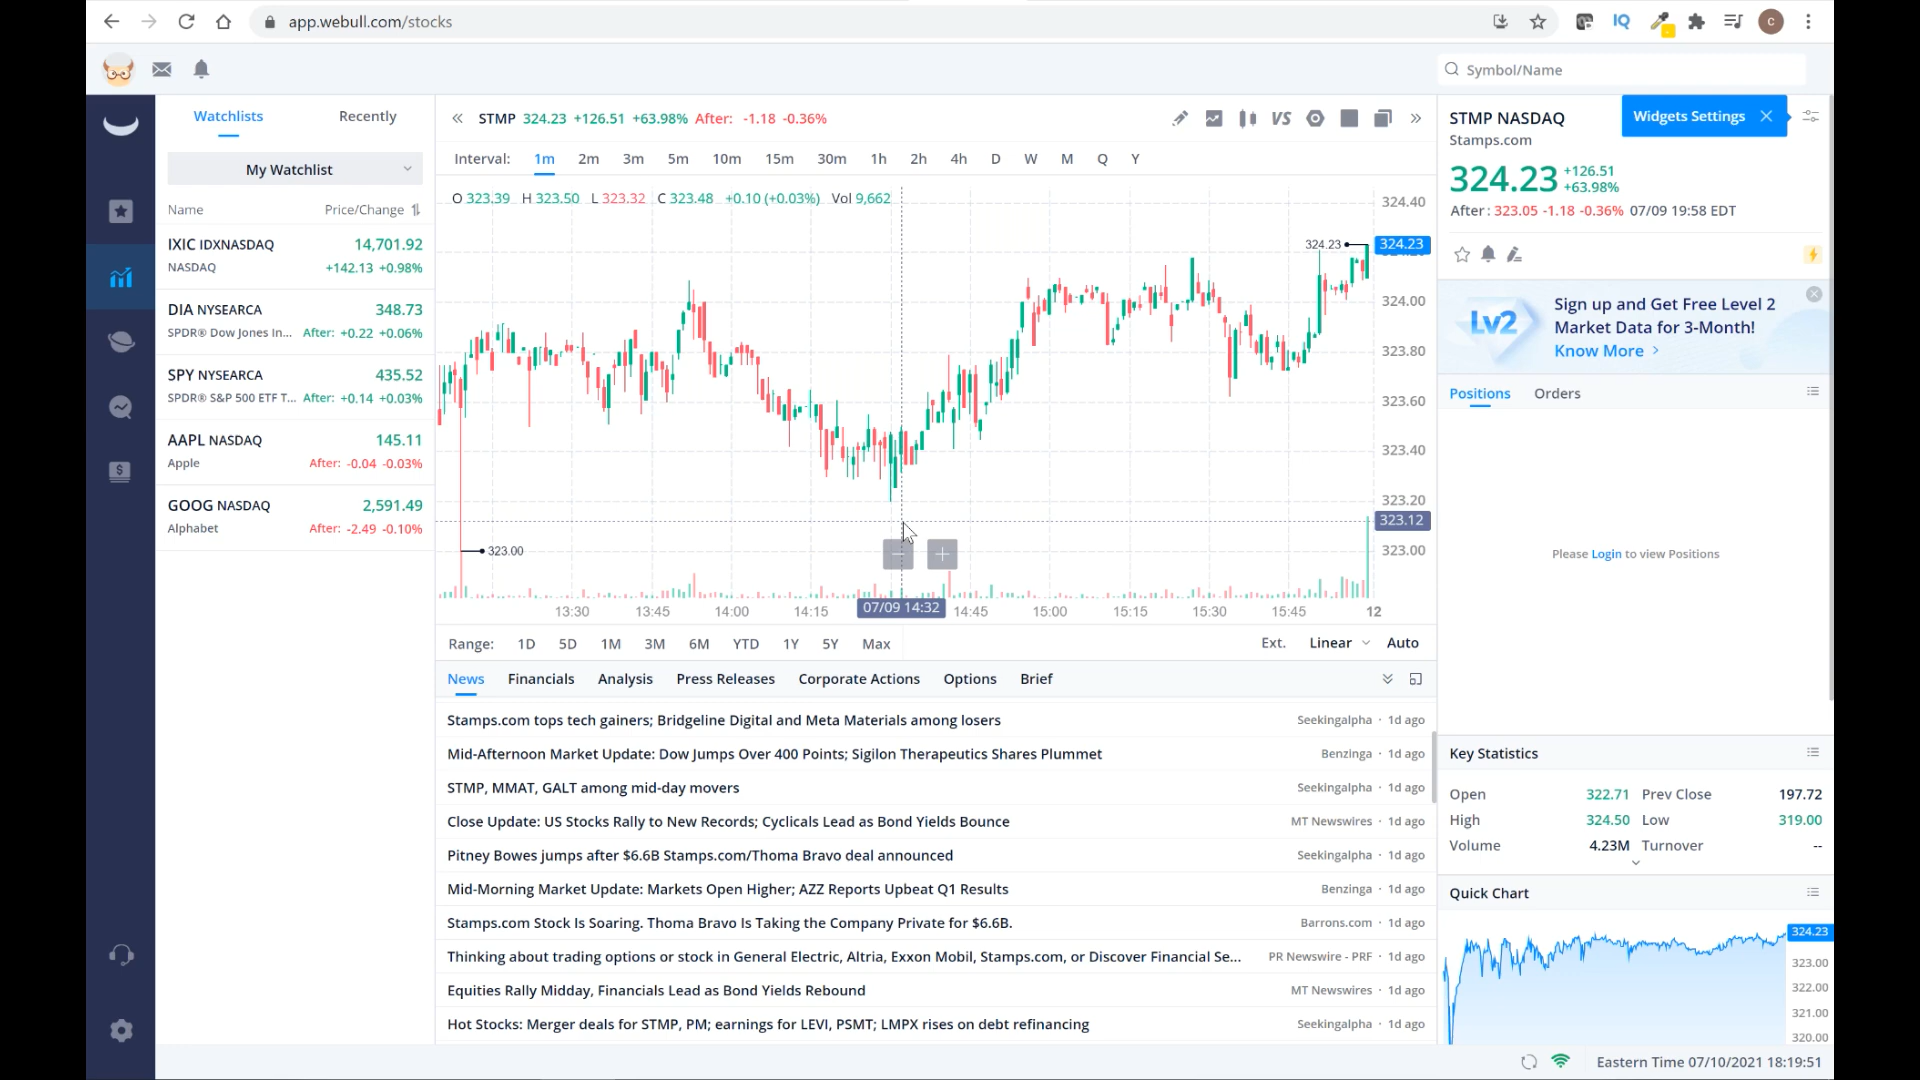 app.webull.com/stocks
IQ
C
Symbol/Name
Watchlists
Recently
My Watchlist
Name
Price/Change
IXIC IDXNASDAQ 14,701.92
NASDAQ +142.13 +0.98%
DIA NYSEARCA 348.73
SPDR® Dow Jones In... After: +0.22 +0.06%
SPY NYSEARCA 435.52
SPDR® S&P 500 ETF T... After: +0.14 +0.03%
AAPL NASDAQ 145.11
Apple After: -0.04 -0.03%
GOOG NASDAQ 2,591.49
Alphabet After: -2.49 -0.10%
STMP 324.23 +126.51 +63.98% After: -1.18 -0.36%
VS
Interval: 1m 2m 3m 5m 10m 15m 30m 1h 2h 4h D W M Q Y
O 323.39 H 323.50 L 323.32 C 323.48 +0.10 (+0.03%) Vol 9,662
324.40
324.23
324.23
324.00
323.80
323.60
323.40
323.20
323.12
323.00
323.00
13:30 13:45 14:00 14:15 07/09 14:32 14:45 15:00 15:15 15:30 15:45 12
Range: 1D 5D 1M 3M 6M YTD 1Y 5Y Max
Ext. Linear Auto
News Financials Analysis Press Releases Corporate Actions Options Brief
Stamps.com tops tech gainers; Bridgeline Digital and Meta Materials among losers Seekingalpha · 1d ago
Mid-Afternoon Market Update: Dow Jumps Over 400 Points; Sigilon Therapeutics Shares Plummet Benzinga · 1d ago
STMP, MMAT, GALT among mid-day movers Seekingalpha · 1d ago
Close Update: US Stocks Rally to New Records; Cyclicals Lead as Bond Yields Bounce MT Newswires · 1d ago
Pitney Bowes jumps after $6.6B Stamps.com/Thoma Bravo deal announced Seekingalpha · 1d ago
Mid-Morning Market Update: Markets Open Higher; AZZ Reports Upbeat Q1 Results Benzinga · 1d ago
Stamps.com Stock Is Soaring. Thoma Bravo Is Taking the Company Private for $6.6B. Barrons.com · 1d ago
Thinking about trading options or stock in General Electric, Altria, Exxon Mobil, Stamps.com, or Discover Financial Se... PR Newswire - PRF · 1d ago
Equities Rally Midday, Financials Lead as Bond Yields Rebound MT Newswires · 1d ago
Hot Stocks: Merger deals for STMP, PM; earnings for LEVI, PSMT; LMPX rises on debt refinancing Seekingalpha · 1d ago
STMP NASDAQ
Widgets Settings
Stamps.com
324.23 +126.51
+63.98%
After: 323.05 -1.18 -0.36% 07/09 19:58 EDT
Lv2
Sign up and Get Free Level 2
Market Data for 3-Month!
Know More
Positions Orders
Please Login to view Positions
Key Statistics
Open 322.71 Prev Close 197.72
High 324.50 Low 319.00
Volume 4.23M Turnover --
Quick Chart
324.23
323.00
322.00
321.00
320.00
Eastern Time 07/10/2021 18:19:51